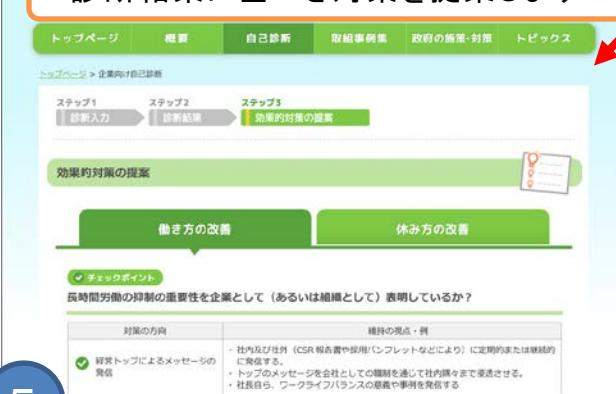 トップページ 概要 自己診断 取組事例集 政府の施策・対策 トピックス
トップページ > 企業向け自己診断
ステップ1 ステップ2 ステップ3
診断入力 診断結果 効果的対策の提案
効果的対策の提案
働き方の改善 休み方の改善
チェックポイント
長時間労働の抑制の重要性を企業として（あるいは組織として）表明しているか？
対策の方向 維持の視点・例
経営トップによるメッセージの発信
・社内及び社外（CSR 報告書や採用パンフレットなどにより）に定期的または継続的
に発信する。
・トップのメッセージを会社としての職制を通じて社内隅々まで浸透させる。
・社長自ら、ワークライフバランスの意義や事例を発信する